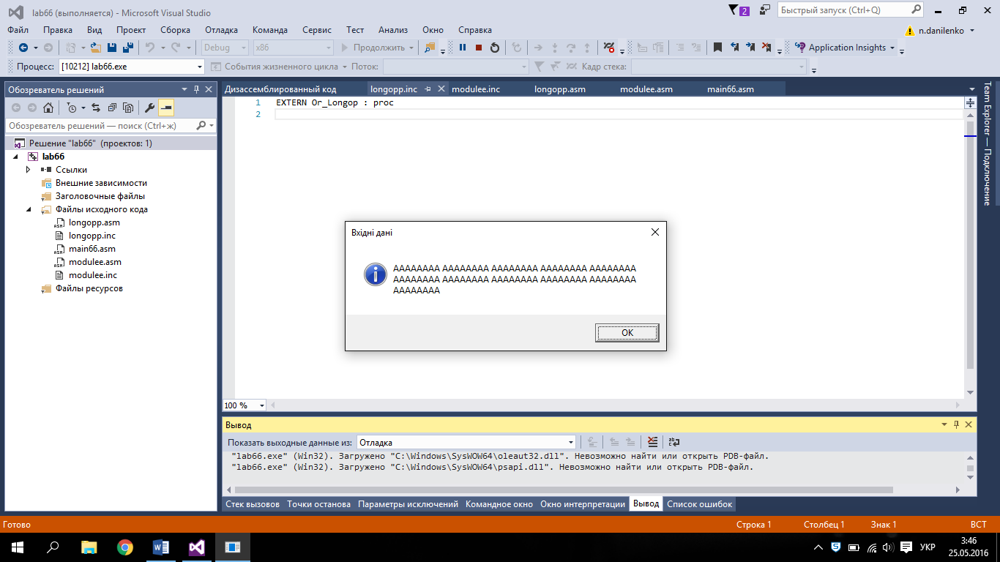 lab66 (выполняется) - Microsoft Visual Studio
2
Быстрый запуск (Ctrl+Q)
Файл Правка Вид Проект Сборка Отладка Команда Сервис Тест Анализ Окно Справка
n.danilenko
Debug x86 Продолжить Application Insights
Процесс: [10212] lab66.exe События жизненного цикла Поток: Кадр стека:
Обозреватель решений
Обозреватель решений — поиск (Ctrl+ж)
Решение "lab66" (проектов: 1)
lab66
Ссылки
Внешние зависимости
Заголовочные файлы
Файлы исходного кода
longopp.asm
longopp.inc
main66.asm
modulee.asm
modulee.inc
Файлы ресурсов
Дизассемблированный код longopp.inc modulee.inc longopp.asm modulee.asm main66.asm
1 EXTERN Or_Longop : proc
2
Вхідні дані
AAAAAAAA AAAAAAAA AAAAAAAA AAAAAAAA AAAAAAAA
AAAAAAAA AAAAAAAA AAAAAAAA AAAAAAAA AAAAAAAA
AAAAAAAA
OK
100 %
Team Explorer — Подключение
Вывод
Показать выходные данные из: Отладка
"lab66.exe" (Win32). Загружено "C:\Windows\SysWOW64\oleaut32.dll". Невозможно найти или открыть PDB-файл.
"lab66.exe" (Win32). Загружено "C:\Windows\SysWOW64\psapi.dll". Невозможно найти или открыть PDB-файл.
Стек вызовов Точки останова Параметры исключений Командное окно Окно интерпретации Вывод Список ошибок
Готово Строка 1 Столбец 1 Знак 1 ВСТ
УКР
3:46
25.05.2016